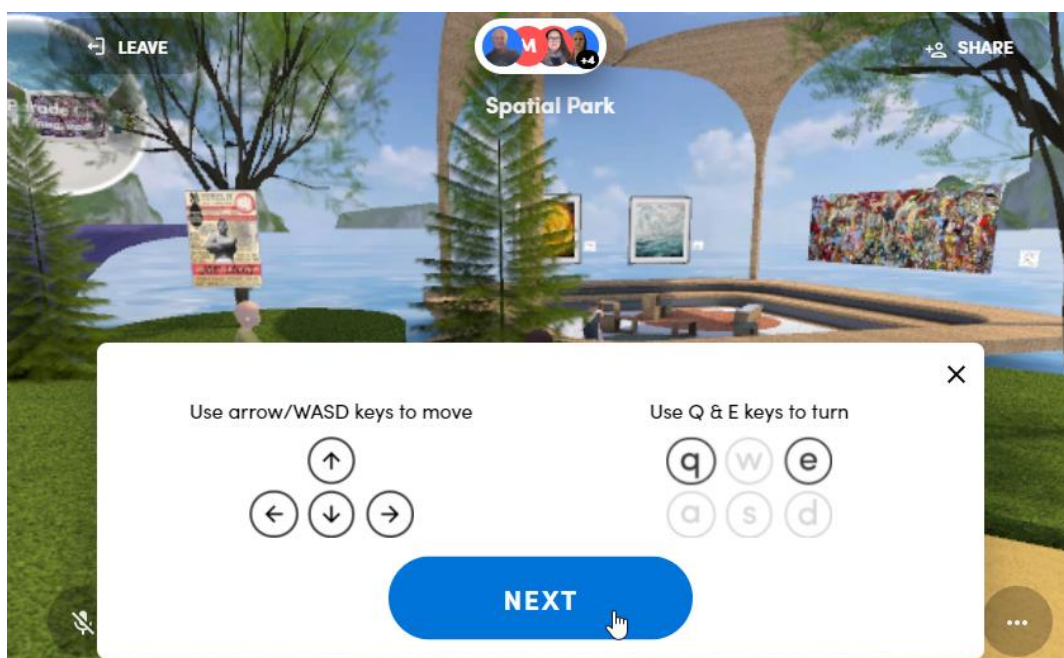 LEAVE
M
+4
SHARE
Spatial Park
Use arrow/WASD keys to move
Use Q & E keys to turn
q w e
a s d
NEXT